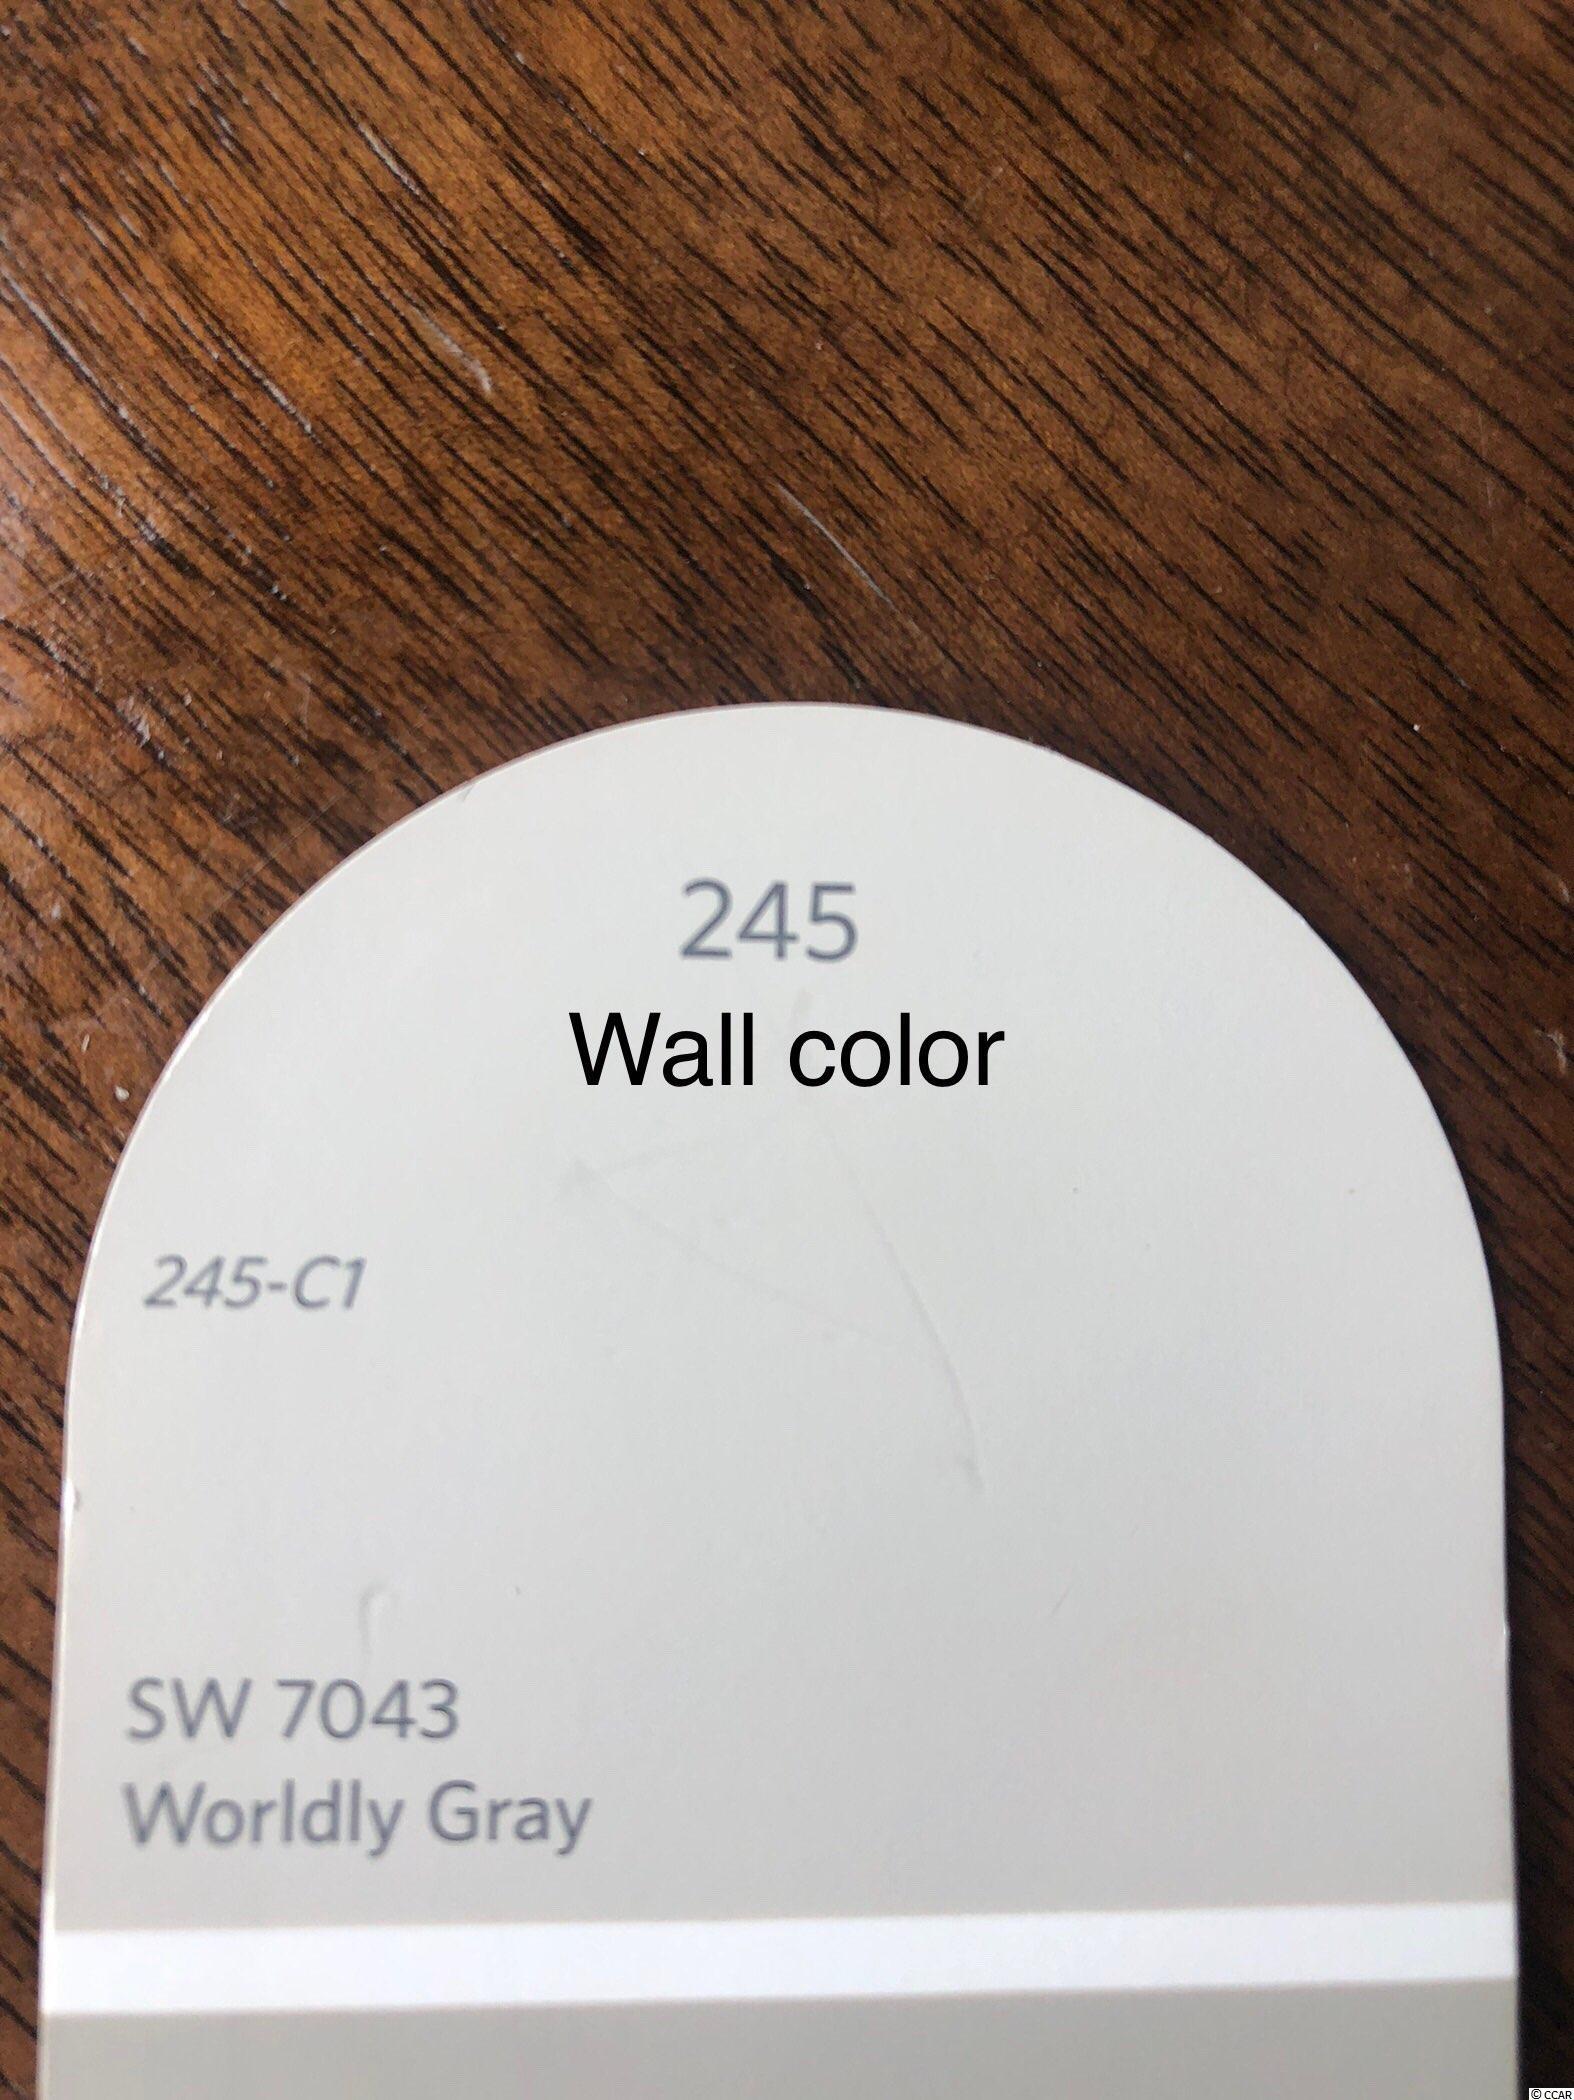 245
Wall color
245-C1
SW 7043
Worldly Gray
© CCAR